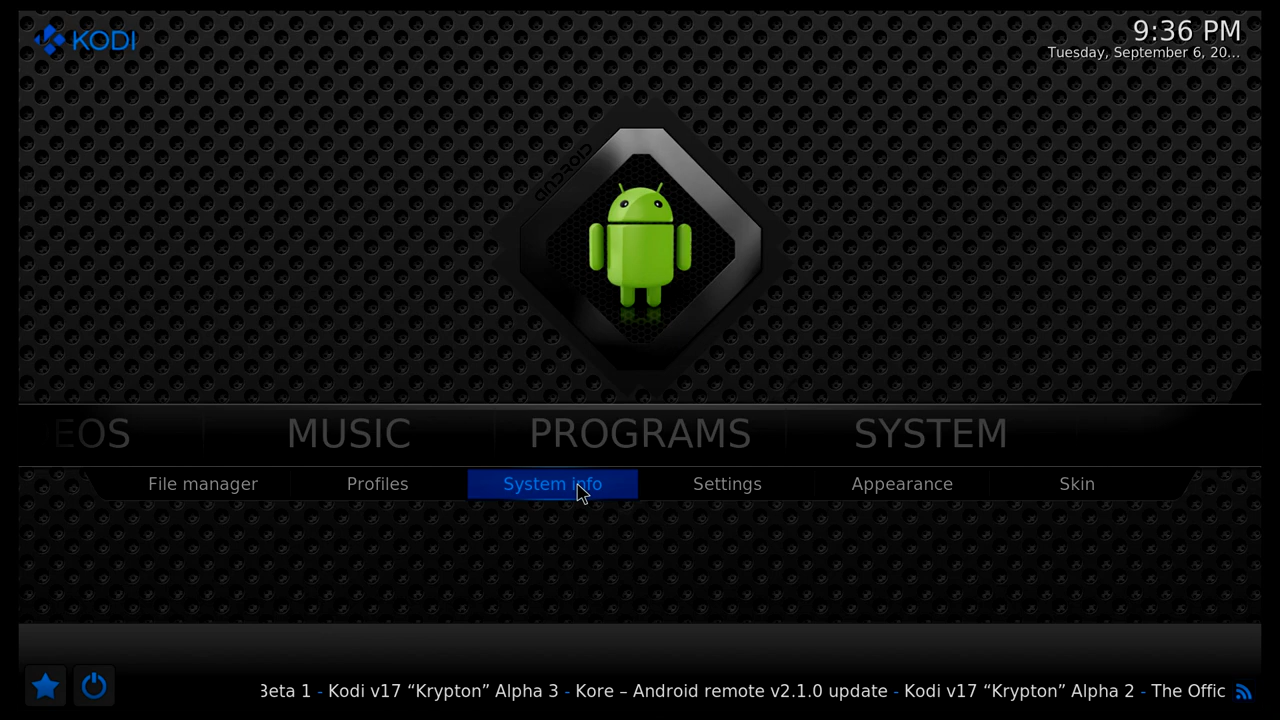 KODI
9:36 PM
Tuesday, September 6, 20...
ANDROID
EOS MUSIC PROGRAMS SYSTEM
File manager Profiles System info Settings Appearance Skin
Beta 1 - Kodi v17 “Krypton” Alpha 3 - Kore – Android remote v2.1.0 update - Kodi v17 “Krypton” Alpha 2 - The Offic